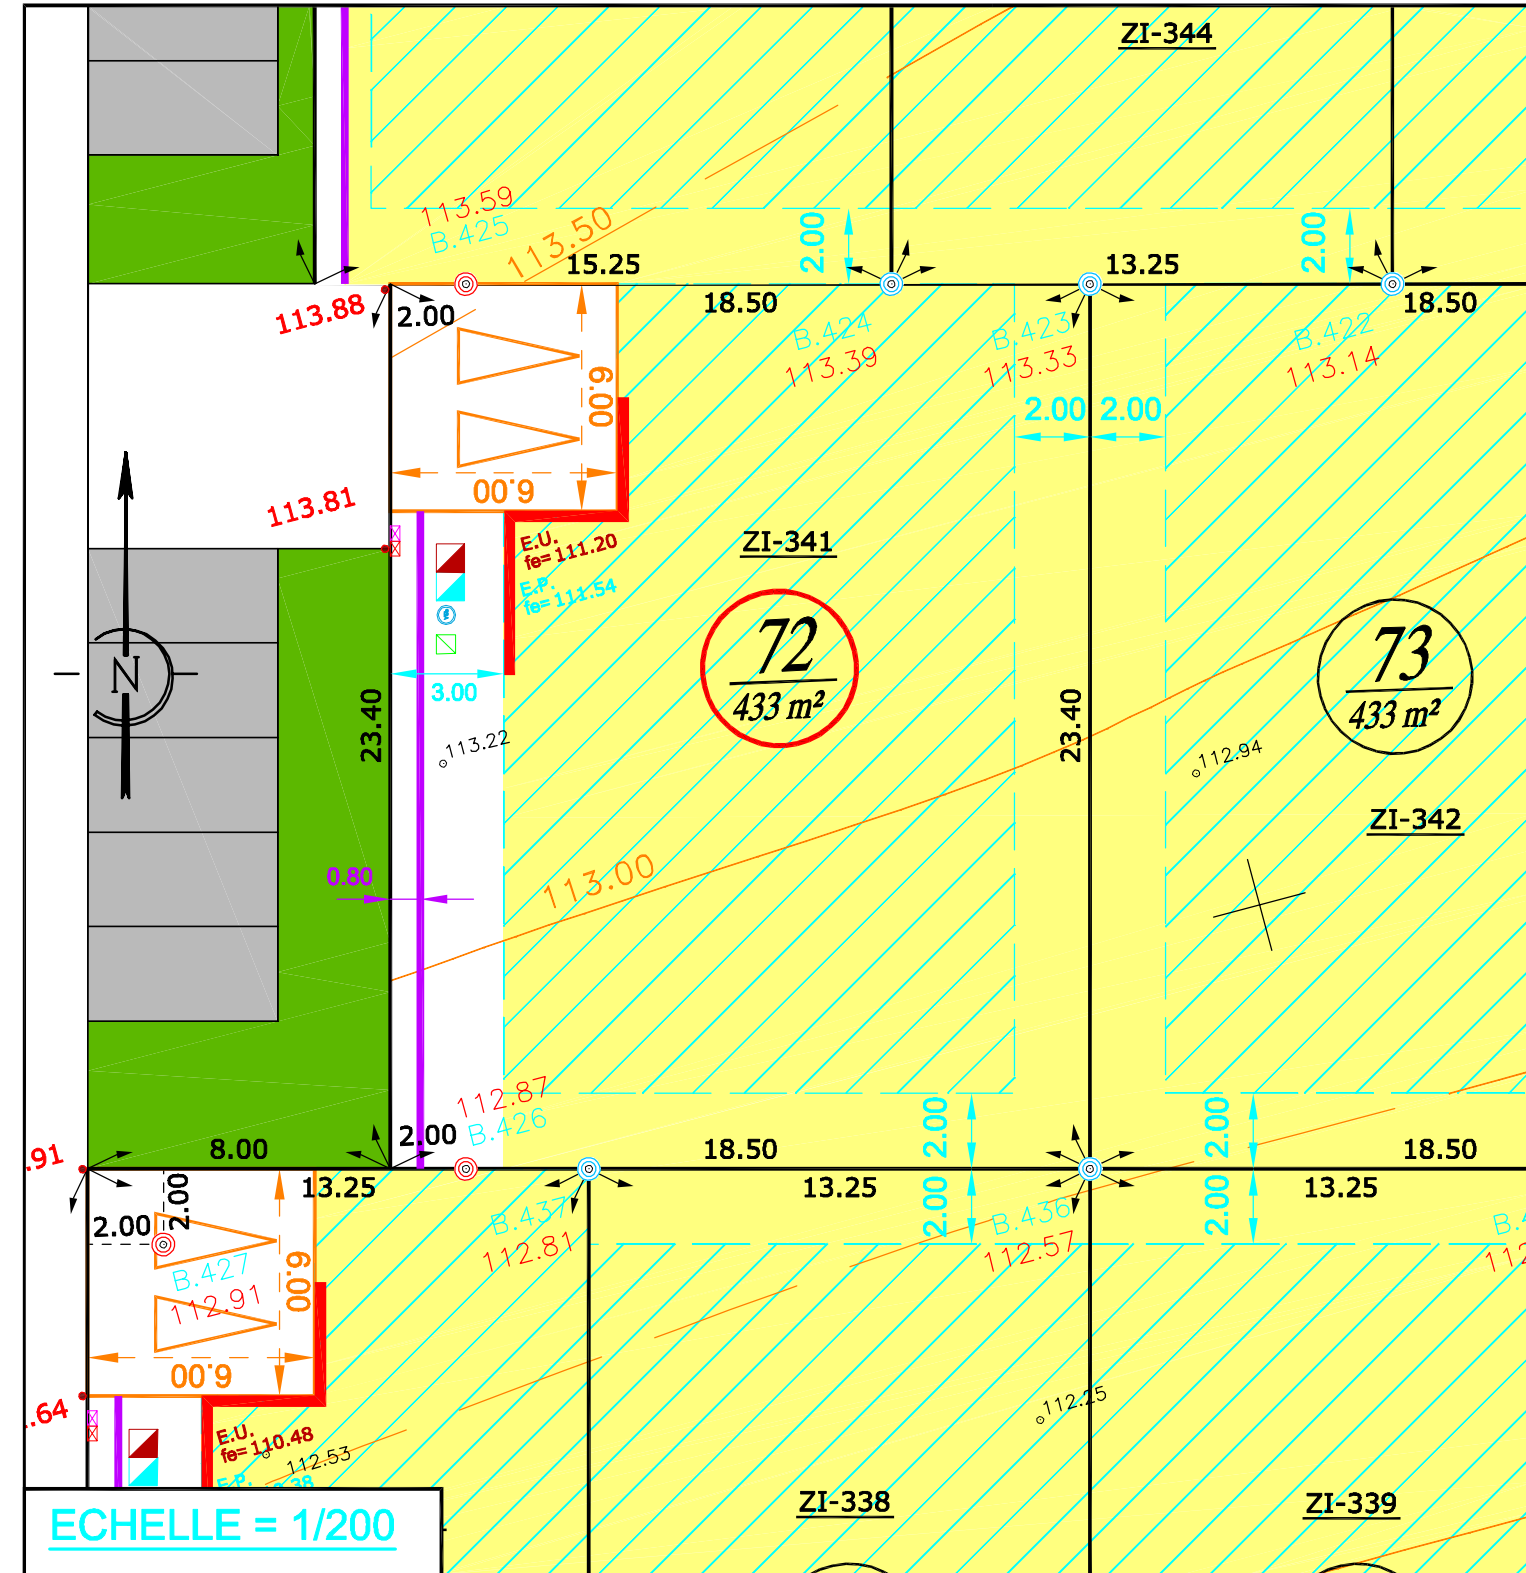 ZI-344
2.00
2.00
113.59
B.425
113.50
15.25
13.25
113.88
2.00
18.50
18.50
B.424
113.39
B.423
113.33
B.422
113.14
6.00
2.00
2.00
6.00
113.81
E.U.
fe= 111.20
E.P.
fe= 111.54
ZI-341
72
433 m²
73
433 m²
N
3.00
23.40
23.40
113.22
112.94
ZI-342
0.80
113.00
112.87
B.426
2.00
2.00
2.00
8.00
18.50
18.50
.91
13.25
13.25
13.25
2.00
2.00
2.00
2.00
B.437
112.81
B.436
112.57
B.427
112.91
6.00
6.00
.64
E.U.
fe= 110.48
112.53
E.P.
112.25
ZI-338
ZI-339
ECHELLE = 1/200